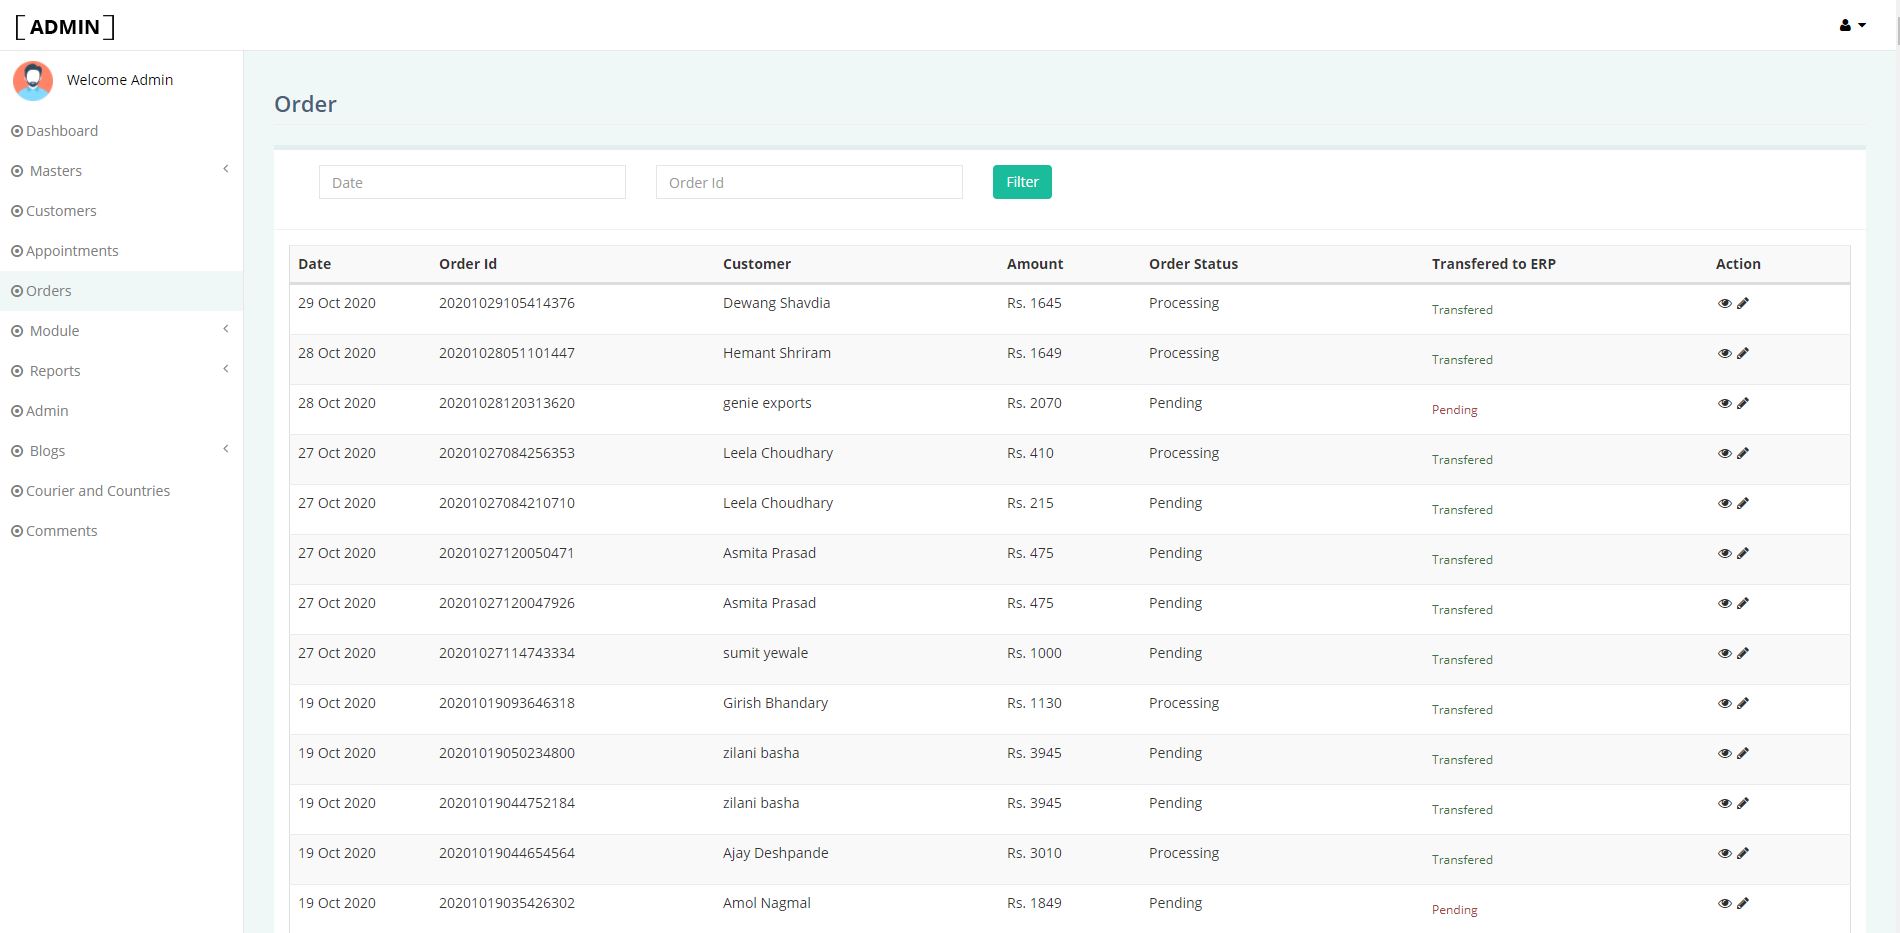 [ ADMIN ]
Welcome Admin
Dashboard
Masters
Customers
Appointments
Orders
Module
Reports
Admin
Blogs
Courier and Countries
Comments
Order
Date Order Id Filter
Date Order Id Customer Amount Order Status Transfered to ERP Action
29 Oct 2020 20201029105414376 Dewang Shavdia Rs. 1645 Processing Transfered
28 Oct 2020 20201028051101447 Hemant Shriram Rs. 1649 Processing Transfered
28 Oct 2020 20201028120313620 genie exports Rs. 2070 Pending Pending
27 Oct 2020 20201027084256353 Leela Choudhary Rs. 410 Processing Transfered
27 Oct 2020 20201027084210710 Leela Choudhary Rs. 215 Pending Transfered
27 Oct 2020 20201027120050471 Asmita Prasad Rs. 475 Pending Transfered
27 Oct 2020 20201027120047926 Asmita Prasad Rs. 475 Pending Transfered
27 Oct 2020 20201027114743334 sumit yewale Rs. 1000 Pending Transfered
19 Oct 2020 20201019093646318 Girish Bhandary Rs. 1130 Processing Transfered
19 Oct 2020 20201019050234800 zilani basha Rs. 3945 Pending Transfered
19 Oct 2020 20201019044752184 zilani basha Rs. 3945 Pending Transfered
19 Oct 2020 20201019044654564 Ajay Deshpande Rs. 3010 Processing Transfered
19 Oct 2020 20201019035426302 Amol Nagmal Rs. 1849 Pending Pending